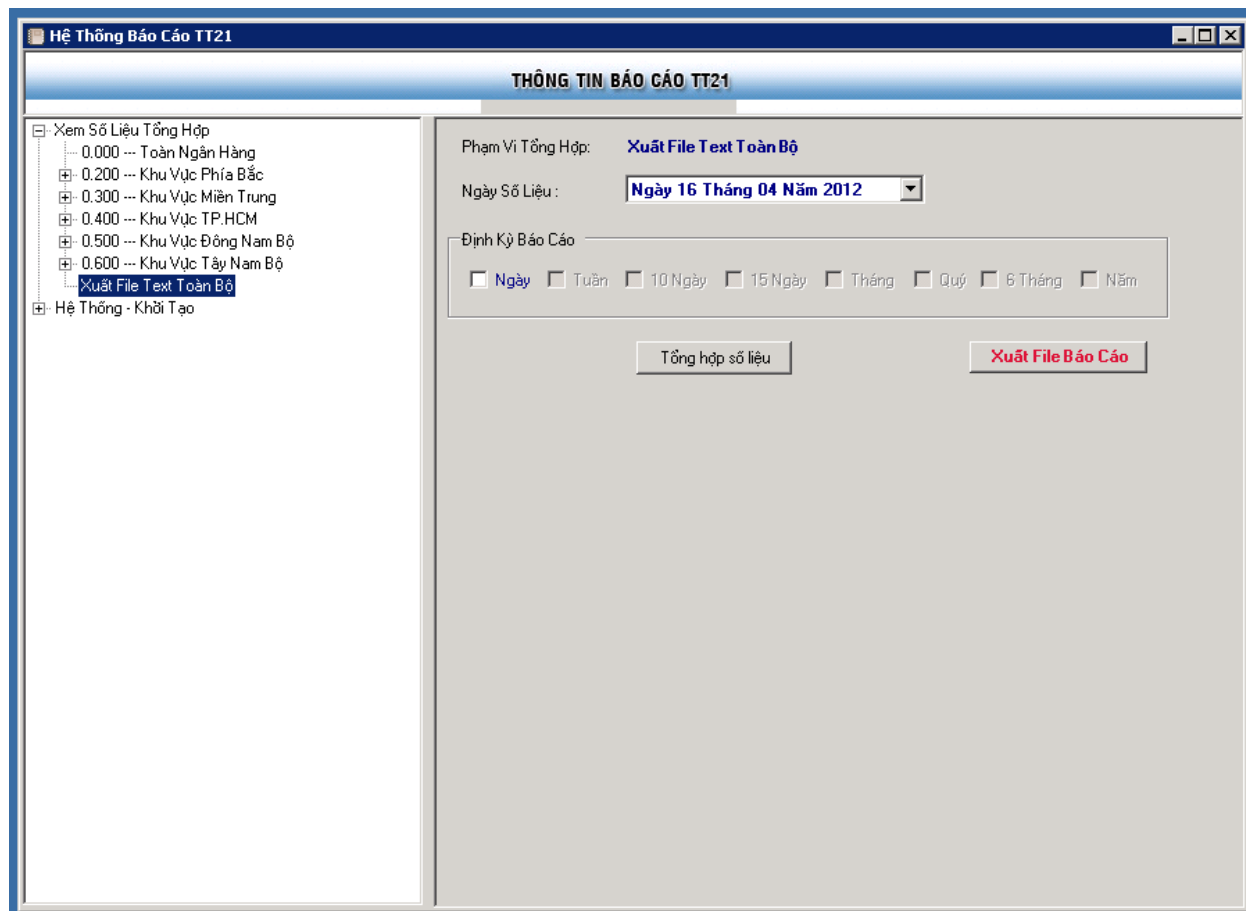 Hệ Thống Báo Cáo TT21
THÔNG TIN BÁO CÁO TT21
Xem Số Liệu Tổng Hợp
0.000 --- Toàn Ngân Hàng
0.200 --- Khu Vực Phía Bắc
0.300 --- Khu Vực Miền Trung
0.400 --- Khu Vực TP.HCM
0.500 --- Khu Vực Đông Nam Bộ
0.600 --- Khu Vực Tây Nam Bộ
Xuất File Text Toàn Bộ
Hệ Thống - Khởi Tạo
Phạm Vi Tổng Hợp: Xuất File Text Toàn Bộ
Ngày Số Liệu : Ngày 16 Tháng 04 Năm 2012
Định Kỳ Báo Cáo
Ngày Tuần 10 Ngày 15 Ngày Tháng Quý 6 Tháng Năm
Tổng hợp số liệu Xuất File Báo Cáo